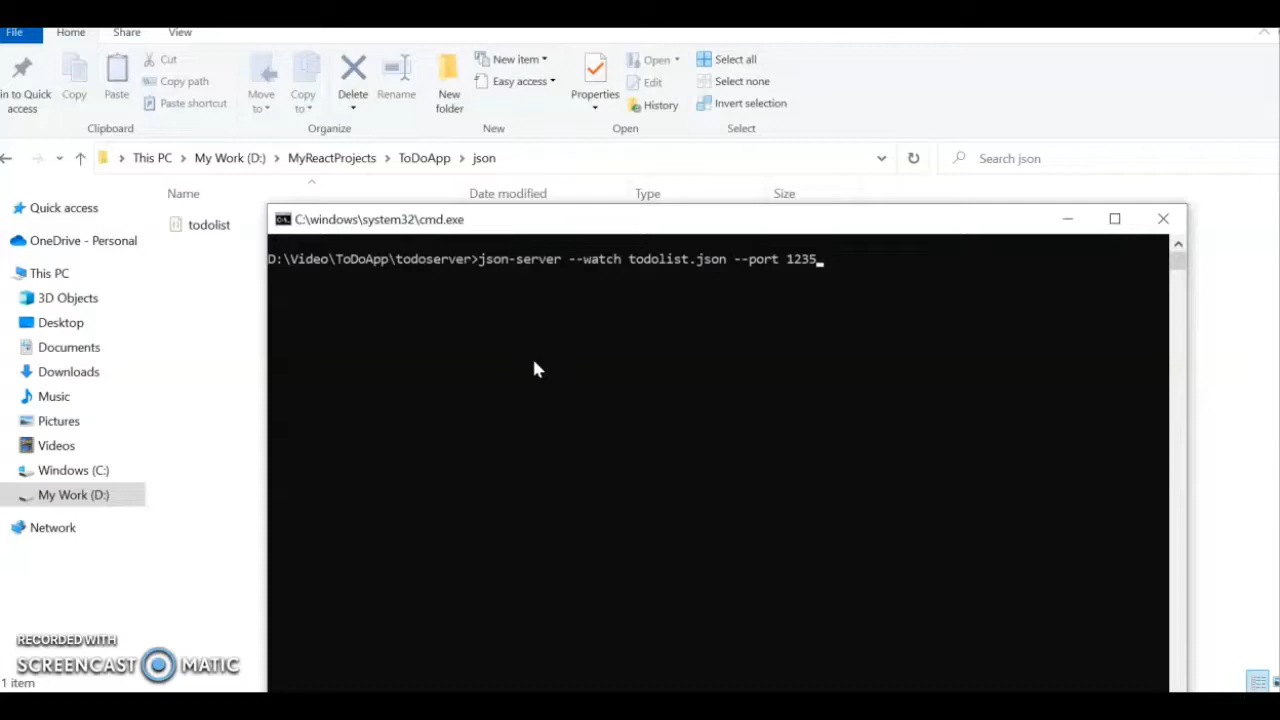 File Home Share View
in to Quick access
Copy
Paste
Cut
Copy path
Paste shortcut
Move to
Copy to
Delete
Rename
New folder
New item
Easy access
Properties
Open
Edit
History
Select all
Select none
Invert selection
Clipboard Organize New Open Select
This PC > My Work (D:) > MyReactProjects > ToDoApp > json
Search json
Name Date modified Type Size
todolist
Quick access
OneDrive - Personal
This PC
3D Objects
Desktop
Documents
Downloads
Music
Pictures
Videos
Windows (C:)
My Work (D:)
Network
C:\windows\system32\cmd.exe
D:\Video\ToDoApp\todoserver>json-server --watch todolist.json --port 1235
RECORDED WITH
SCREENCAST MATIC
1 item